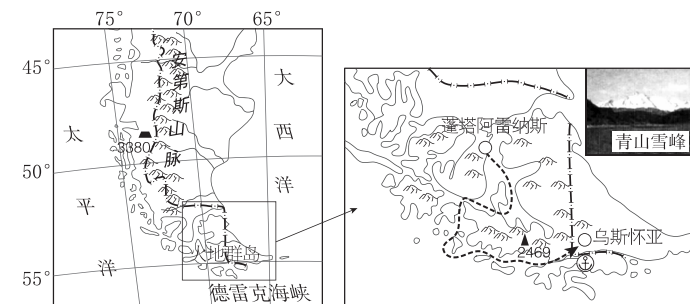 75° 70° 65°
45°
50°
55°
安第斯山脉
大西洋
太平洋
3380
火地群岛
德雷克海峡
蓬塔阿雷纳斯
青山雪峰
乌斯怀亚
2469